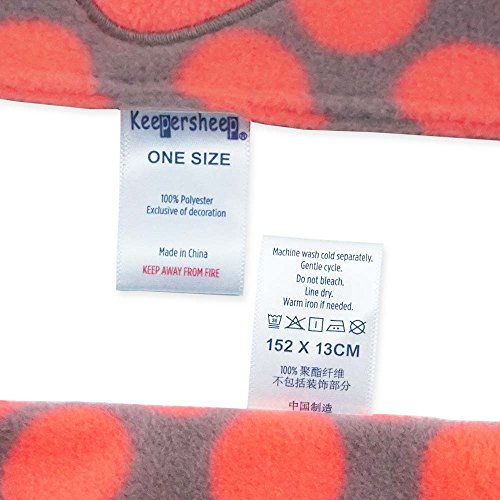 Keepersheep®
ONE SIZE
100% Polyester
Exclusive of decoration
Made in China
KEEP AWAY FROM FIRE
Machine wash cold separately.
Gentle cycle.
Do not bleach.
Line dry.
Warm iron if needed.
152 X 13CM
100% 聚酯纤维
不包括装饰部分
中国制造